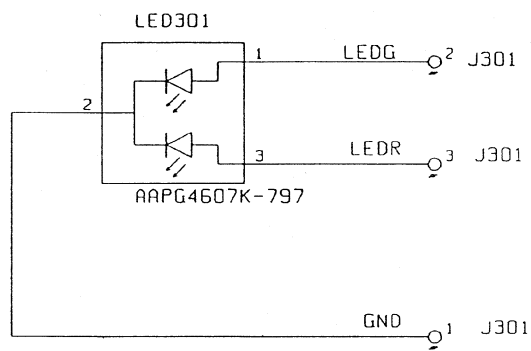 LED301
1 LEDG 2 J301
2
3 LEDR 3 J301
AAPG4607K-797
GND 1 J301